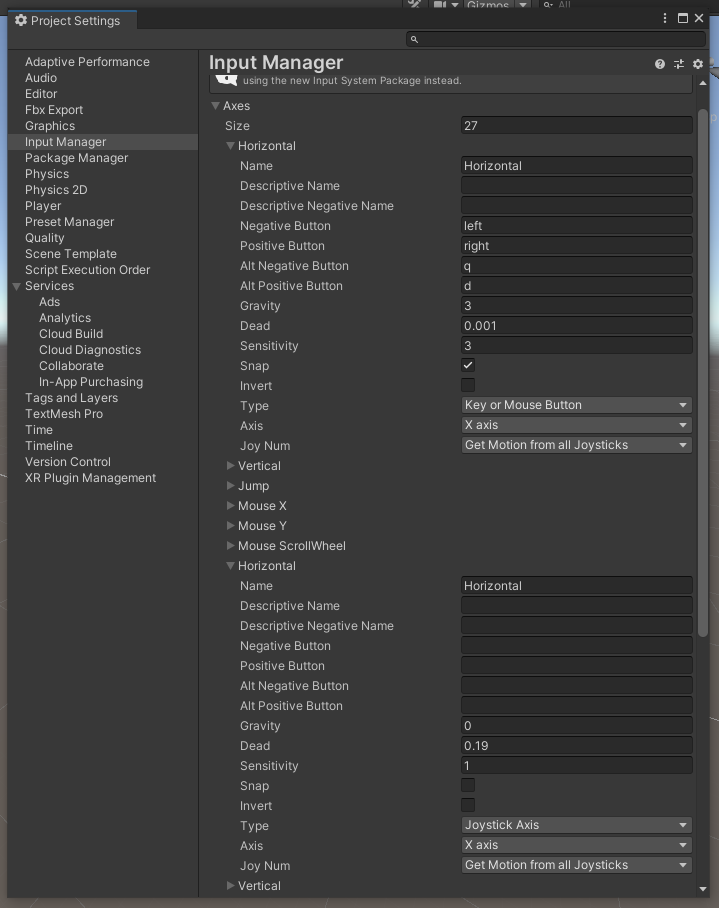 Gizmos All
Project Settings
Adaptive Performance
Audio
Editor
Fbx Export
Graphics
Input Manager
Package Manager
Physics
Physics 2D
Player
Preset Manager
Quality
Scene Template
Script Execution Order
Services
Ads
Analytics
Cloud Build
Cloud Diagnostics
Collaborate
In-App Purchasing
Tags and Layers
TextMesh Pro
Time
Timeline
Version Control
XR Plugin Management
Input Manager
using the new Input System Package instead.
Axes
Size 27
Horizontal
Name Horizontal
Descriptive Name
Descriptive Negative Name
Negative Button left
Positive Button right
Alt Negative Button q
Alt Positive Button d
Gravity 3
Dead 0.001
Sensitivity 3
Snap
Invert
Type Key or Mouse Button
Axis X axis
Joy Num Get Motion from all Joysticks
Vertical
Jump
Mouse X
Mouse Y
Mouse ScrollWheel
Horizontal
Name Horizontal
Descriptive Name
Descriptive Negative Name
Negative Button
Positive Button
Alt Negative Button
Alt Positive Button
Gravity 0
Dead 0.19
Sensitivity 1
Snap
Invert
Type Joystick Axis
Axis X axis
Joy Num Get Motion from all Joysticks
Vertical